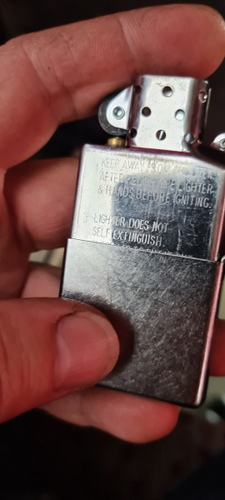 KEEP AWAY
AFTER LIGHTER
& HANDS BEFORE IGNITING.
LIGHTER DOES NOT
SELF EXTINGUISH.